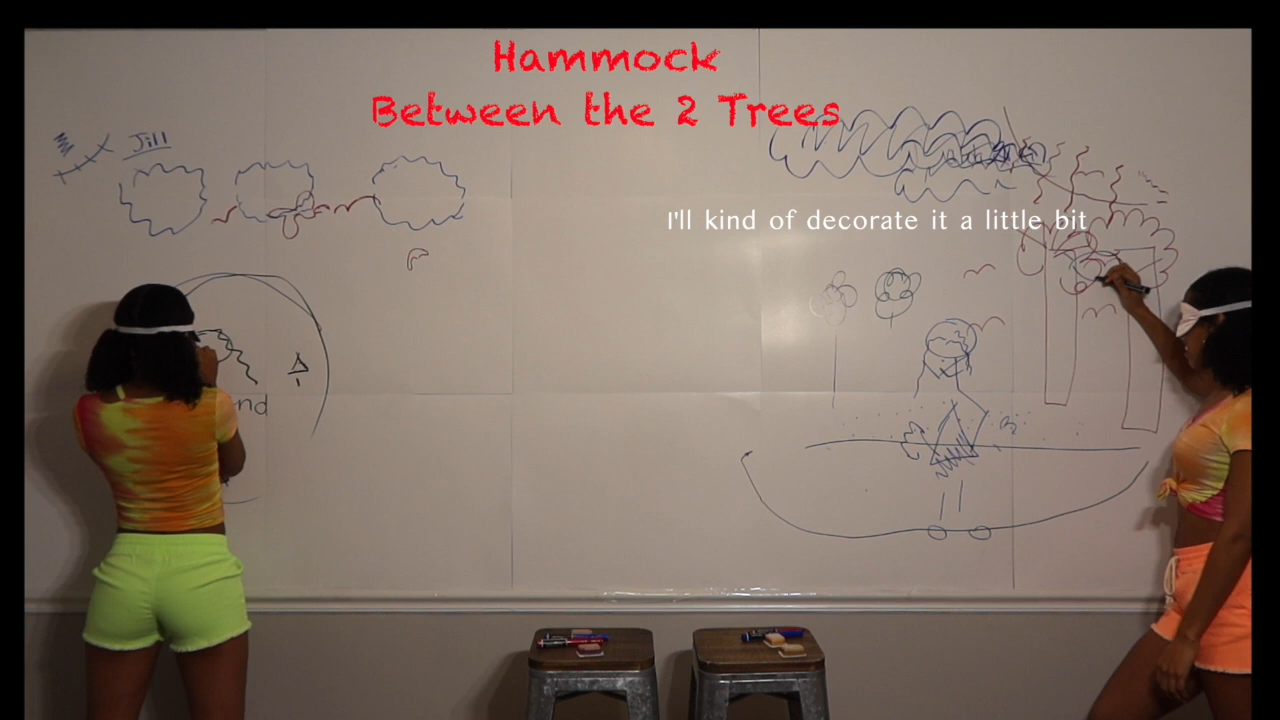 Hammock
Between the 2 Trees
Jill
I'll kind of decorate it a little bit
nd